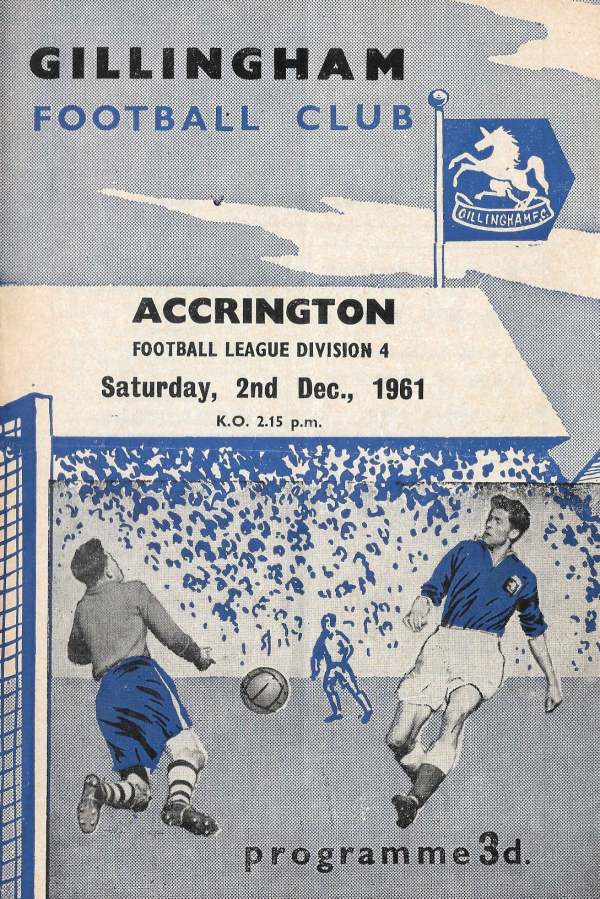 GILLINGHAM
FOOTBALL CLUB
GILLINGHAM F.C.
ACCRINGTON
FOOTBALL LEAGUE DIVISION 4
Saturday, 2nd Dec., 1961
K.O. 2.15 p.m.
programme 3d.